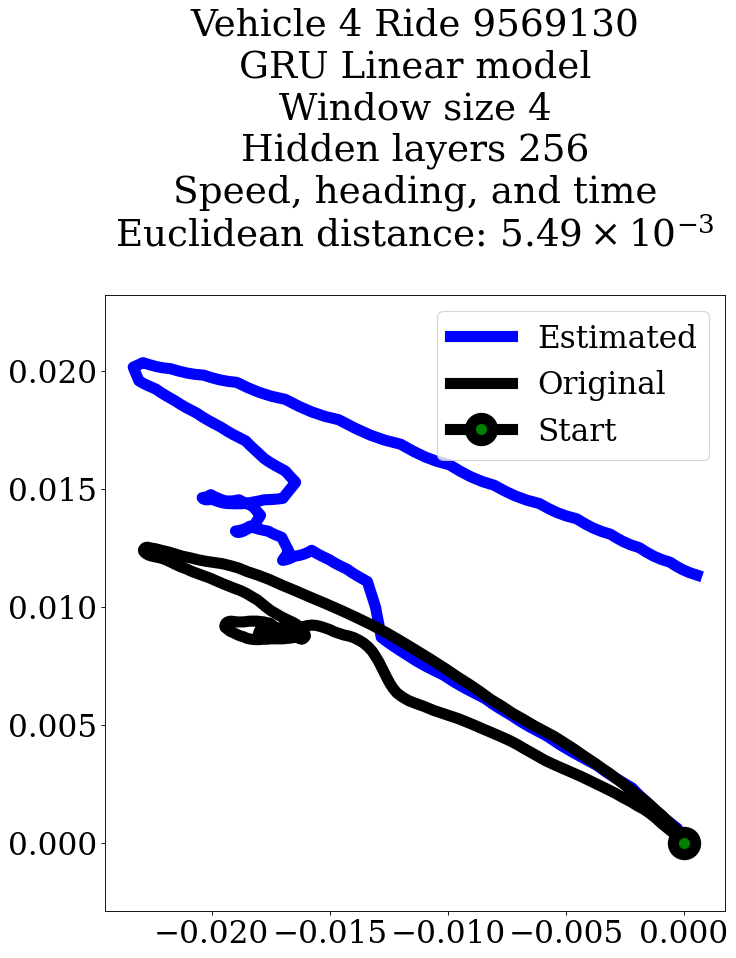 Vehicle 4 Ride 9569130
GRU Linear model
Window size 4
Hidden layers 256
Speed, heading, and time
Euclidean distance: 5.49 × 10⁻³
Estimated
Original
Start
0.020
0.015
0.010
0.005
0.000
−0.020 −0.015 −0.010 −0.005 0.000